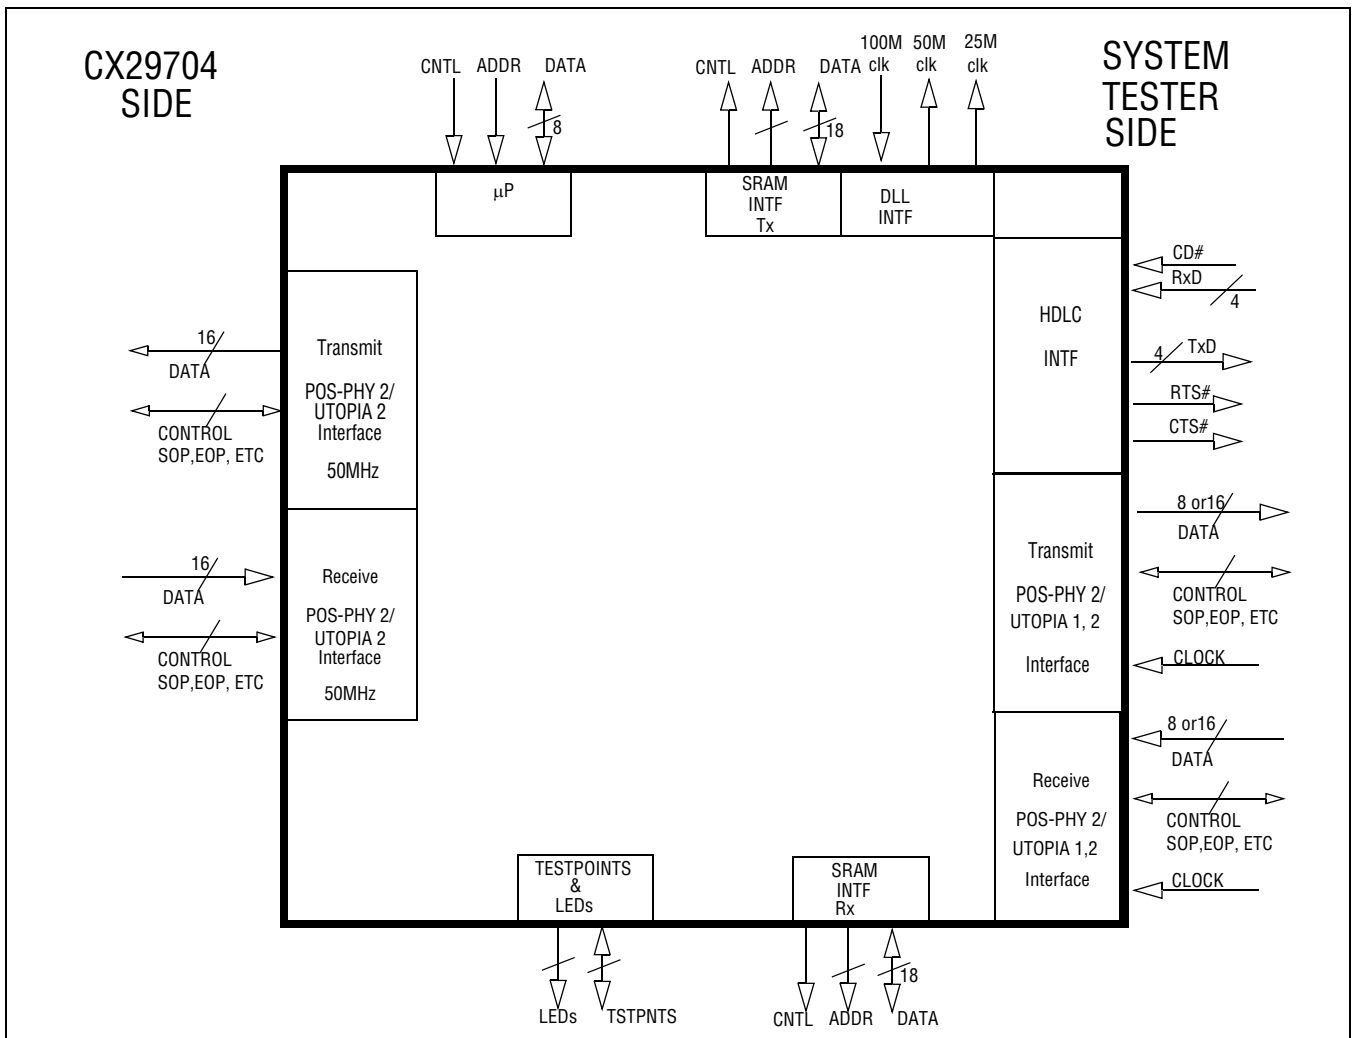 CX29704
SIDE
SYSTEM
TESTER
SIDE
CNTL ADDR DATA
8
CNTL ADDR DATA
18
100M
clk
50M
clk
25M
clk
µP
SRAM
INTF
Tx
DLL
INTF
Transmit
POS-PHY 2/
UTOPIA 2
Interface
50MHz
16
DATA
CONTROL
SOP,EOP, ETC
Receive
POS-PHY 2/
UTOPIA 2
Interface
50MHz
16
DATA
CONTROL
SOP,EOP, ETC
HDLC
INTF
CD#
RxD
4
4 TxD
RTS#
CTS#
Transmit
POS-PHY 2/
UTOPIA 1, 2
Interface
8 or16
DATA
CONTROL
SOP,EOP, ETC
CLOCK
Receive
POS-PHY 2/
UTOPIA 1,2
Interface
8 or16
DATA
CONTROL
SOP,EOP, ETC
CLOCK
TESTPOINTS
&
LEDs
LEDs TSTPNTS
SRAM
INTF
Rx
18
CNTL ADDR DATA